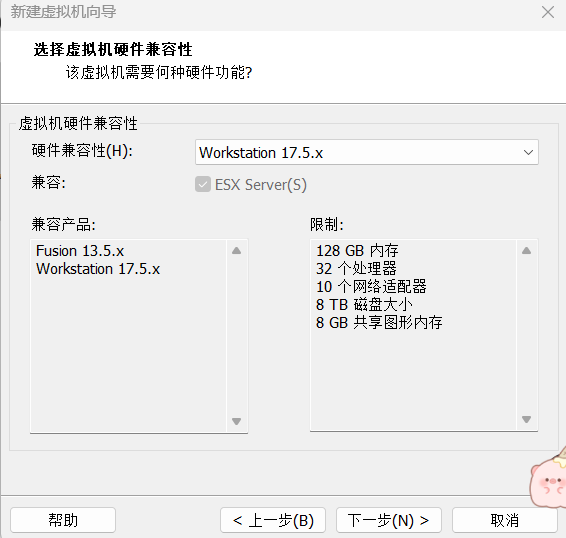 新建虚拟机向导
选择虚拟机硬件兼容性
该虚拟机需要何种硬件功能?
虚拟机硬件兼容性
硬件兼容性(H):
Workstation 17.5.x
兼容:
ESX Server(S)
兼容产品:
Fusion 13.5.x
Workstation 17.5.x
限制:
128 GB 内存
32 个处理器
10 个网络适配器
8 TB 磁盘大小
8 GB 共享图形内存
帮助
< 上一步(B)
下一步(N) >
取消